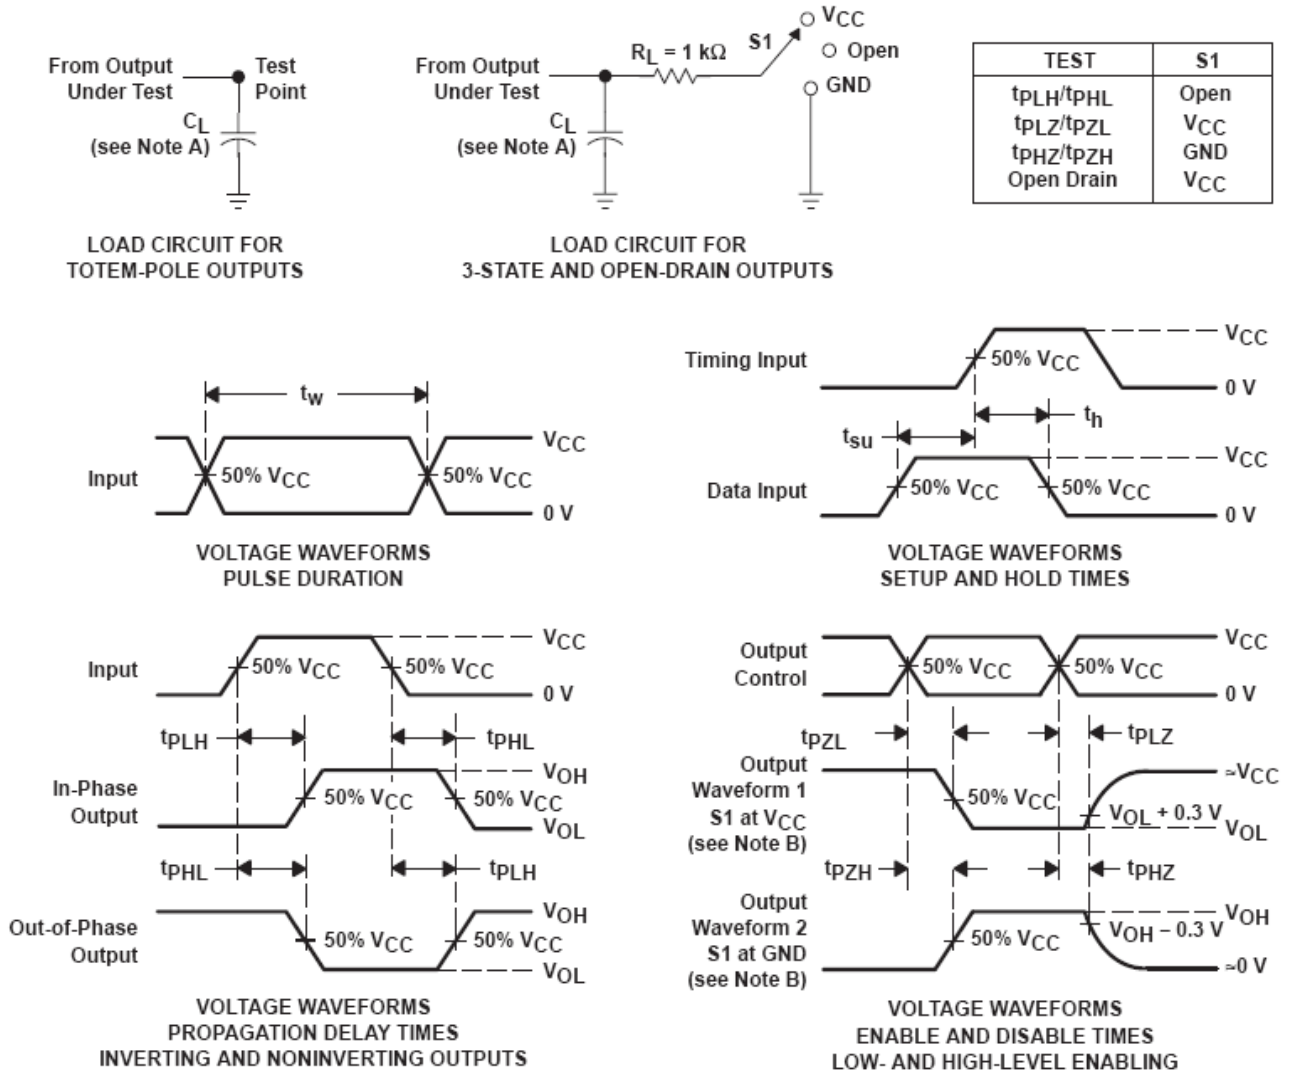 From Output
Under Test
Test
Point
CL
(see Note A)
LOAD CIRCUIT FOR
TOTEM-POLE OUTPUTS
From Output
Under Test
RL = 1 kΩ
S1
VCC
Open
GND
CL
(see Note A)
LOAD CIRCUIT FOR
3-STATE AND OPEN-DRAIN OUTPUTS
TEST S1
tPLH/tPHL Open
tPLZ/tPZL VCC
tPHZ/tPZH GND
Open Drain VCC
tw
Input
50% VCC
50% VCC
VCC
0 V
VOLTAGE WAVEFORMS
PULSE DURATION
Timing Input
50% VCC
VCC
0 V
tsu
th
Data Input
50% VCC
50% VCC
VCC
0 V
VOLTAGE WAVEFORMS
SETUP AND HOLD TIMES
Input
50% VCC
50% VCC
VCC
0 V
tPLH
tPHL
In-Phase
Output
50% VCC
50% VCC
VOH
VOL
tPHL
tPLH
Out-of-Phase
Output
50% VCC
50% VCC
VOH
VOL
VOLTAGE WAVEFORMS
PROPAGATION DELAY TIMES
INVERTING AND NONINVERTING OUTPUTS
Output
Control
50% VCC
50% VCC
VCC
0 V
tPZL
tPLZ
Output
Waveform 1
S1 at VCC
(see Note B)
50% VCC
≈VCC
VOL + 0.3 V
VOL
tPZH
tPHZ
Output
Waveform 2
S1 at GND
(see Note B)
50% VCC
VOH
VOH − 0.3 V
≈0 V
VOLTAGE WAVEFORMS
ENABLE AND DISABLE TIMES
LOW- AND HIGH-LEVEL ENABLING